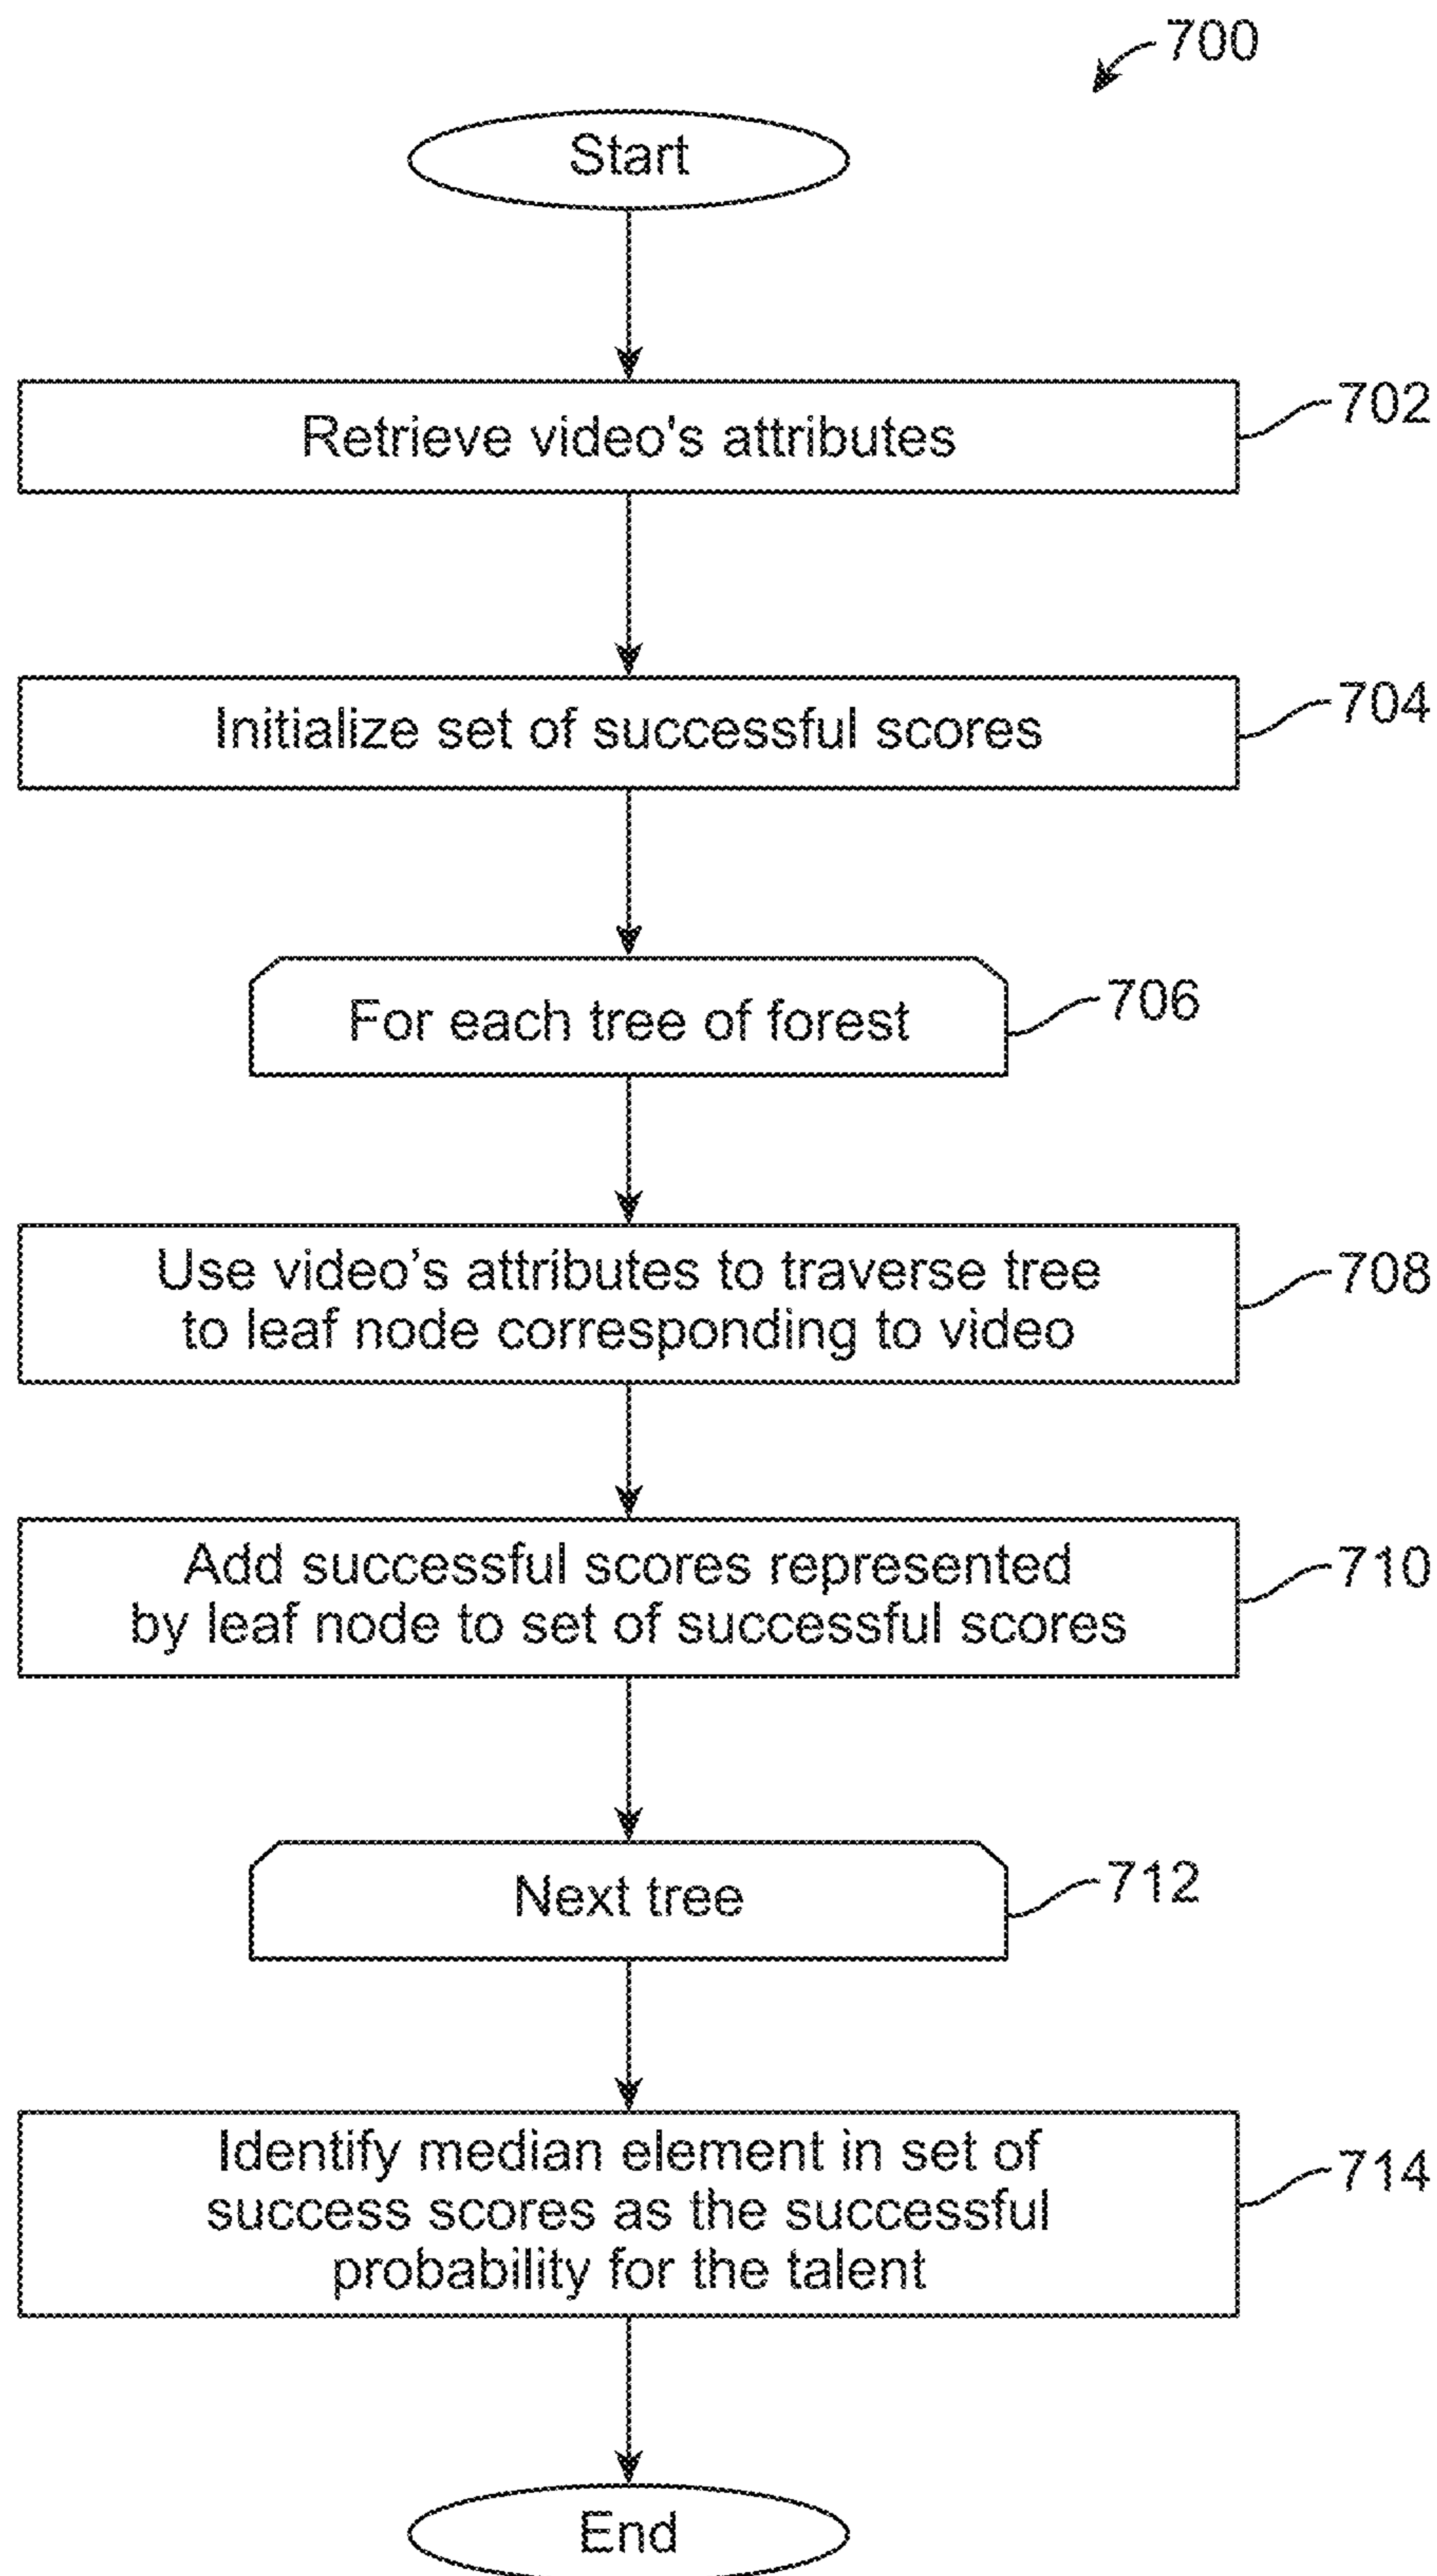 700
Start
Retrieve video's attributes
702
Initialize set of successful scores
704
For each tree of forest
706
Use video’s attributes to traverse tree
to leaf node corresponding to video
708
Add successful scores represented
by leaf node to set of successful scores
710
Next tree
712
Identify median element in set of
success scores as the successful
probability for the talent
714
End